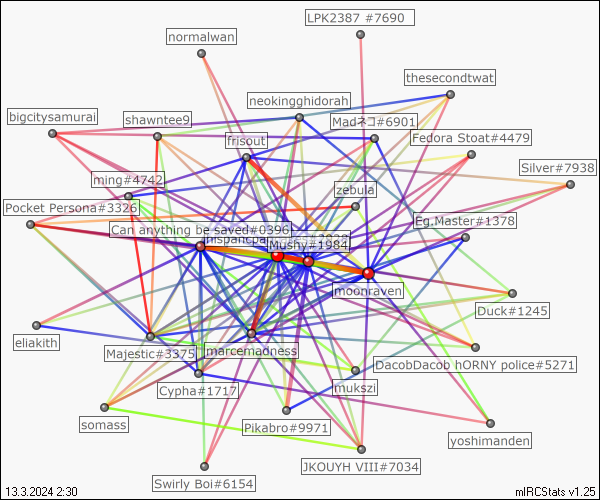 LPK2387 #7690
normalwan
thesecondtwat
neokingghidorah
bigcitysamurai
shawntee9
Madネコ#6901
Fedora Stoat#4479
frisout
Silver#7938
ming#4742
zebula
Pocket Persona#3326
Eg.Master#1378
Can anything be saved#0396
Mushy#1984
moonraven
Duck#1245
eliakith
Majestic#3375
marcemadness
DacobDacob hORNY police#5271
Cypha#1717
mukszi
somass
Pikabro#9971
yoshimanden
JKOUYH VIII#7034
Swirly Boi#6154
13.3.2024 2:30
mIRCStats v1.25